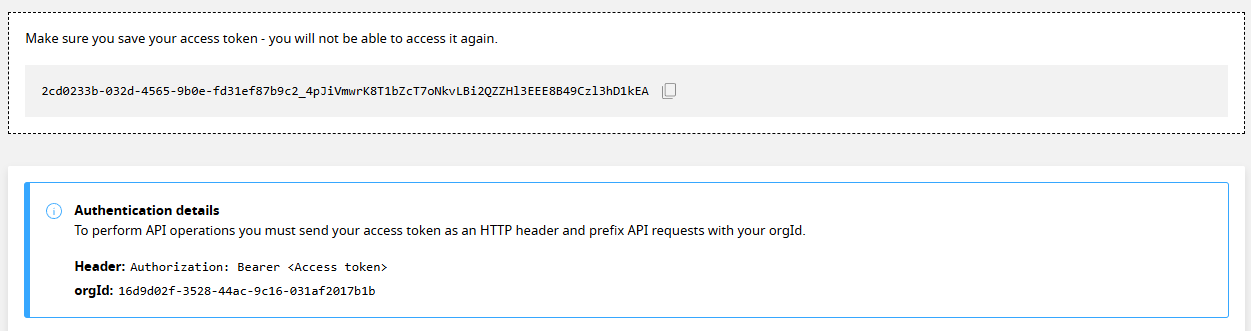 Make sure you save your access token - you will not be able to access it again.
2cd0233b-032d-4565-9b0e-fd31ef87b9c2_4pJiVmwrK8T1bZcT7oNkvLBi2QZZHl3EEE8B49Czl3hD1kEA
Authentication details
To perform API operations you must send your access token as an HTTP header and prefix API requests with your orgId.
Header: Authorization: Bearer <Access token>
orgId: 16d9d02f-3528-44ac-9c16-031af2017b1b